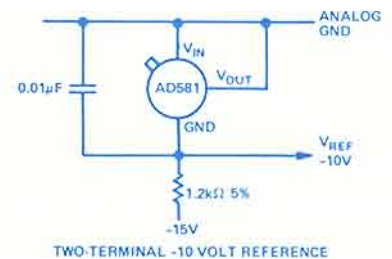 ANALOG
GND
VIN
0.01μF
AD581
VOUT
GND
VREF
-10V
1.2kΩ 5%
-15V
TWO-TERMINAL -10 VOLT REFERENCE